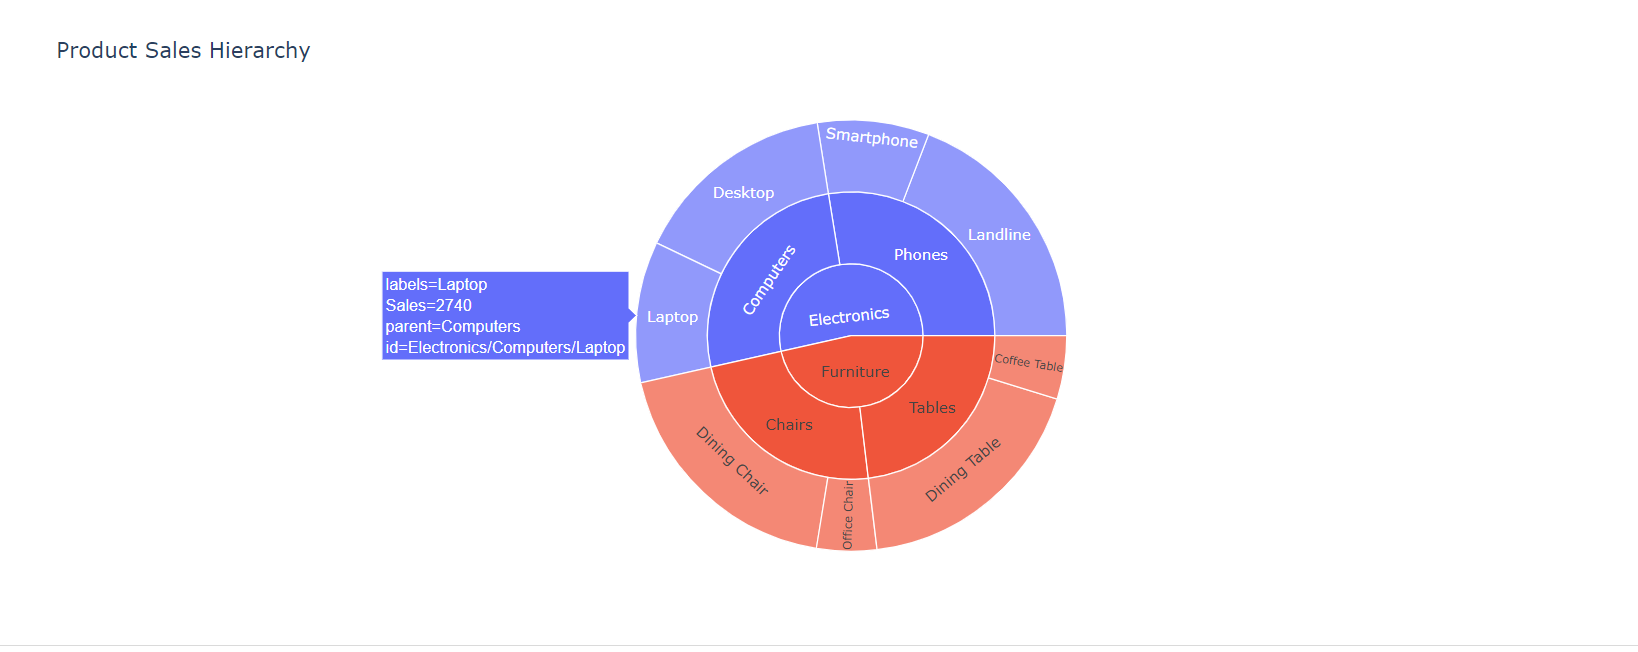 Product Sales Hierarchy
Smartphone
Desktop
Landline
Phones
Computers
labels=Laptop
Sales=2740
parent=Computers
id=Electronics/Computers/Laptop
Laptop
Electronics
Coffee Table
Furniture
Tables
Chairs
Dining Chair
Dining Table
Office Chair